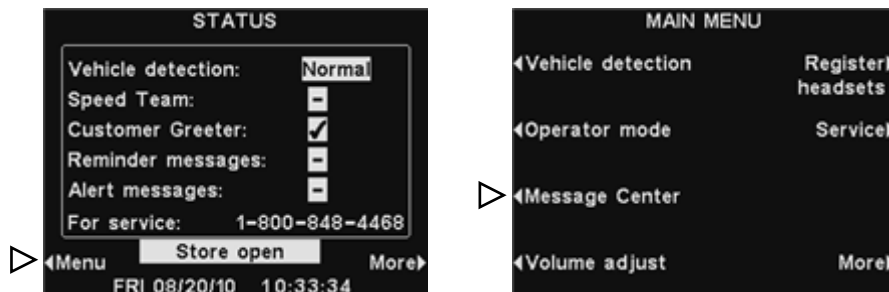 STATUS
Vehicle detection: Normal
Speed Team: -
Customer Greeter: ✓
Reminder messages: -
Alert messages: -
For service: 1-800-848-4468
Store open
Menu More
FRI 08/20/10 10:33:34
MAIN MENU
Vehicle detection Register
headsets
Operator mode Service
Message Center
Volume adjust More